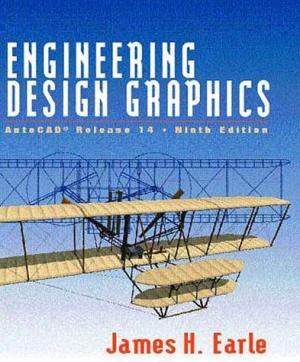 ENGINEERING
DESIGN GRAPHICS
AutoCAD® Release 14 • Ninth Edition
James H. Earle